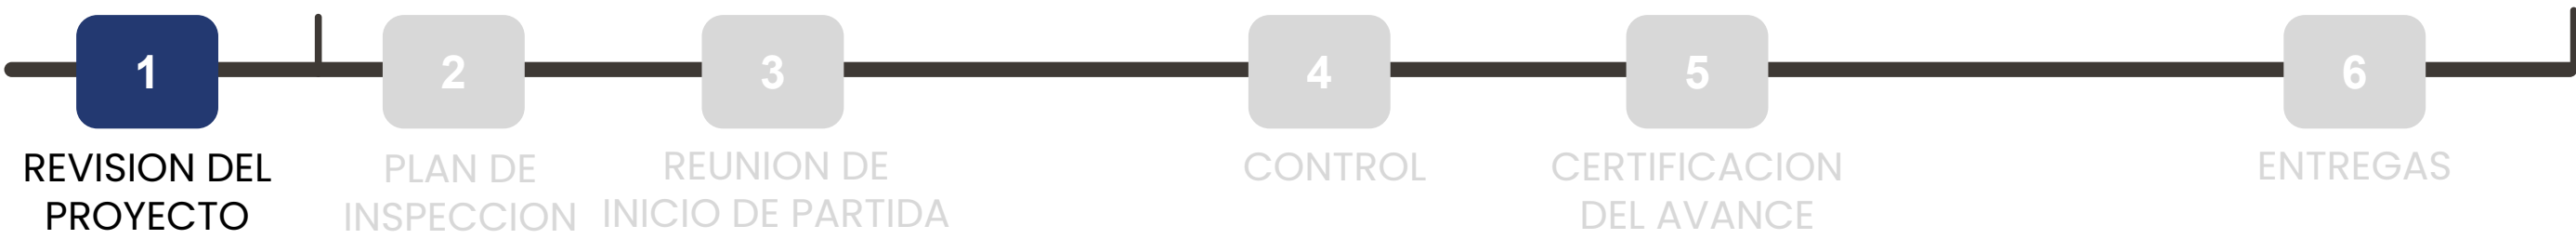 1
2
3
4
5
6
REVISION DEL
PROYECTO
PLAN DE
INSPECCION
REUNION DE
INICIO DE PARTIDA
CONTROL
CERTIFICACION
DEL AVANCE
ENTREGAS